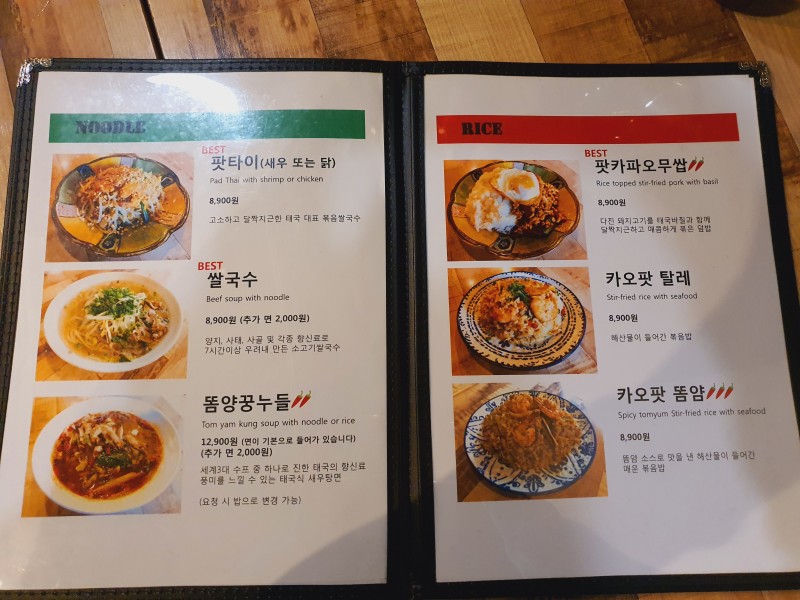 NOODLE
BEST
팟타이(새우 또는 닭)
Pad Thai with shrimp or chicken
8,900원
고소하고 달짝지근한 태국 대표 볶음쌀국수
BEST
쌀국수
Beef soup with noodle
8,900원 (추가 면 2,000원)
양지, 사태, 사골 및 각종 향신료로
7시간이상 우려내 만든 소고기쌀국수
똠양꿍누들
Tom yam kung soup with noodle or rice
12,900원 (면이 기본으로 들어가 있습니다)
(추가 면 2,000원)
세계3대 수프 중 하나로 진한 태국의 향신료
풍미를 느낄 수 있는 태국식 새우탕면
(요청 시 밥으로 변경 가능)
RICE
BEST
팟카파오무쌉
Rice topped stir-fried pork with basil
8,900원
다진 돼지고기를 태국바질과 함께
달짝지근하고 매콤하게 볶은 덮밥
카오팟 탈레
Stir-fried rice with seafood
8,900원
해산물이 들어간 볶음밥
카오팟 똠얌
Spicy tomyum Stir-fried rice with seafood
8,900원
똠얌 소스로 맛을 낸 해산물이 들어간
매운 볶음밥